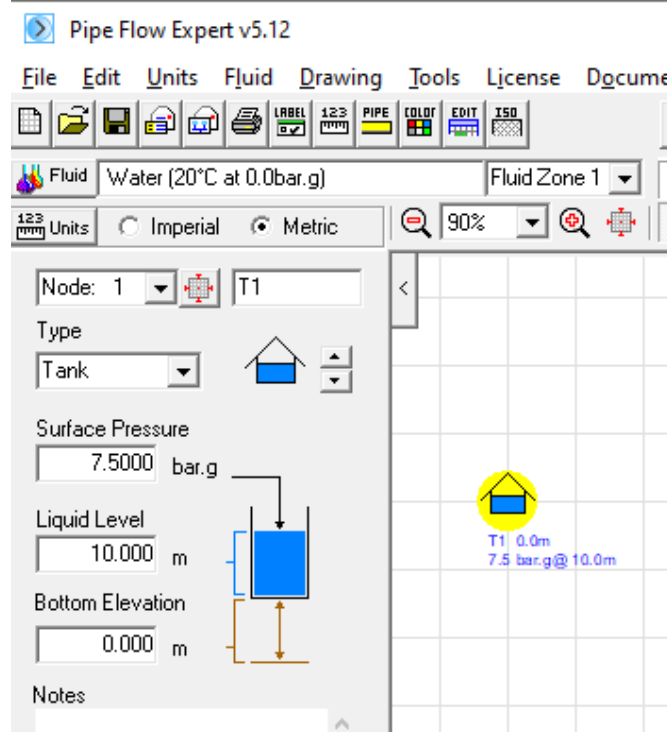 Pipe Flow Expert v5.12
File Edit Units Fluid Drawing Tools License Docume
LABEL 123 PIPE COLOR EDIT ISO
Fluid Water (20°C at 0.0bar.g) Fluid Zone 1
123 Units Imperial Metric 90%
Node: 1 T1 <
Type
Tank
Surface Pressure
7.5000 bar.g
Liquid Level
10.000 m
Bottom Elevation
0.000 m
Notes
T1 0.0m
7.5 bar.g@ 10.0m